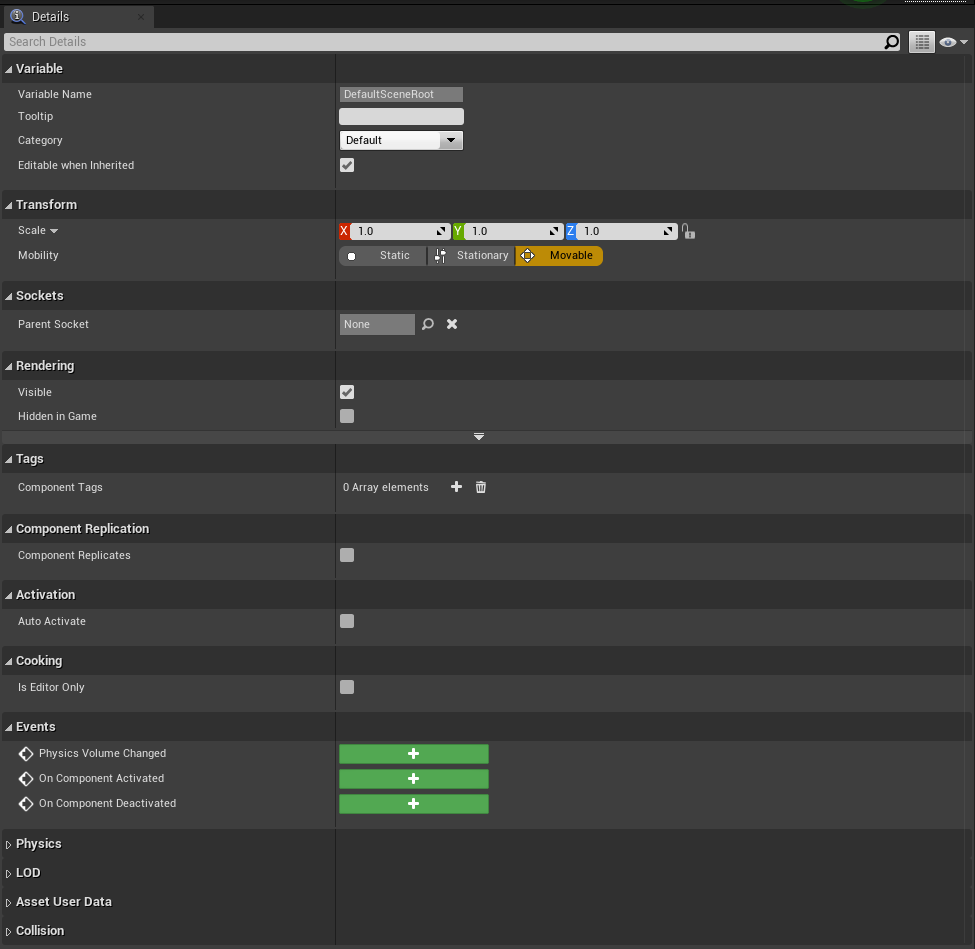 Details
Search Details
Variable
Variable Name DefaultSceneRoot
Tooltip
Category Default
Editable when Inherited
Transform
Scale X 1.0 Y 1.0 Z 1.0
Mobility Static Stationary Movable
Sockets
Parent Socket None
Rendering
Visible
Hidden in Game
Tags
Component Tags 0 Array elements
Component Replication
Component Replicates
Activation
Auto Activate
Cooking
Is Editor Only
Events
Physics Volume Changed
On Component Activated
On Component Deactivated
Physics
LOD
Asset User Data
Collision